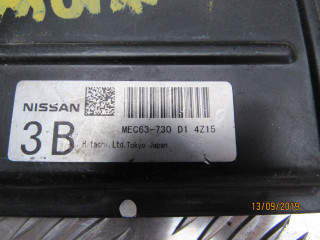 NISSAN
3B
MEC63-730 D1 4Z15
Hitachi,Ltd.Tokyo Japan
13/09/2019